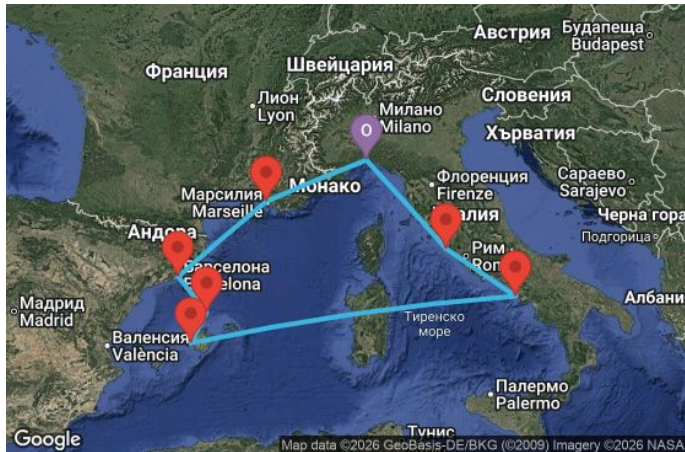 Австрия
Будапеща
Budapest
Швейцария
Франция
Словения
Лион
Lyon
Милано
Milano
Хърватия
Марсилия
Marseille
Монако
Флоренция
Firenze
Сараево
Sarajevo
Андора
Черна гора
Подгорица
Рим
Барселона
Мадрид
Madrid
Албани
Валенсия
València
Тиренско
море
Палермо
Palermo
Тунис
Google
Map data ©2026 GeoBasis-DE/BKG (©2009) Imagery ©2026 NASA
O